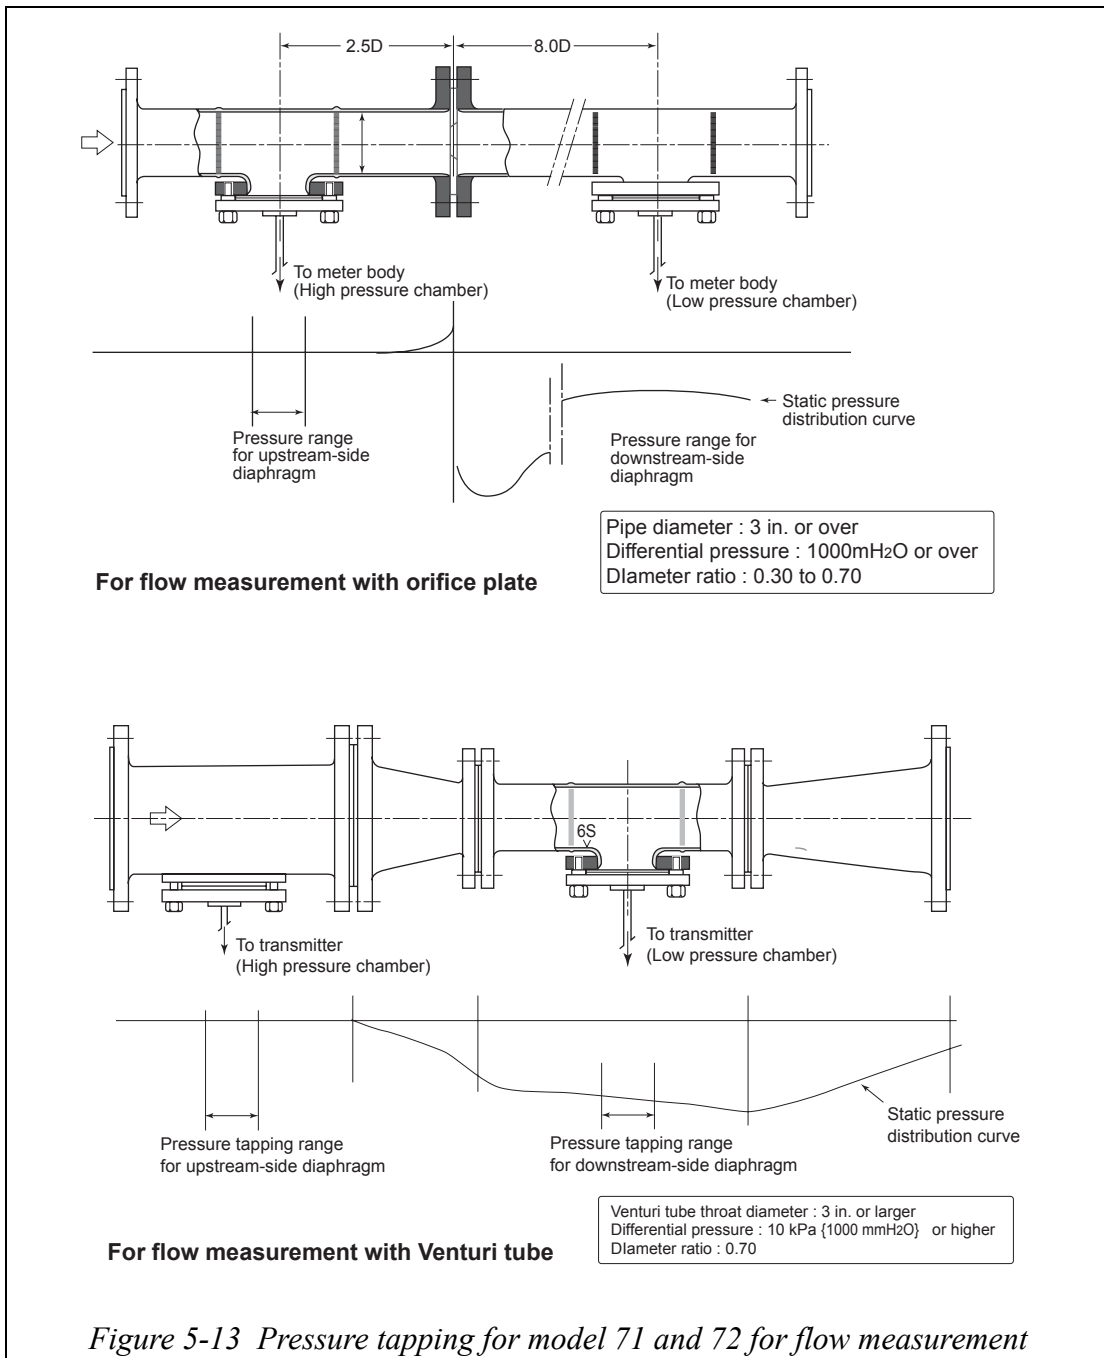 2.5D
8.0D
To meter body
(High pressure chamber)
To meter body
(Low pressure chamber)
Static pressure
distribution curve
Pressure range
for upstream-side
diaphragm
Pressure range for
downstream-side
diaphragm
Pipe diameter : 3 in. or over
Differential pressure : 1000mH2O or over
DIameter ratio : 0.30 to 0.70
For flow measurement with orifice plate
6S
To transmitter
(High pressure chamber)
To transmitter
(Low pressure chamber)
Static pressure
distribution curve
Pressure tapping range
for upstream-side diaphragm
Pressure tapping range
for downstream-side diaphragm
Venturi tube throat diameter : 3 in. or larger
Differential pressure : 10 kPa {1000 mmH2O} or higher
DIameter ratio : 0.70
For flow measurement with Venturi tube
Figure 5-13 Pressure tapping for model 71 and 72 for flow measurement